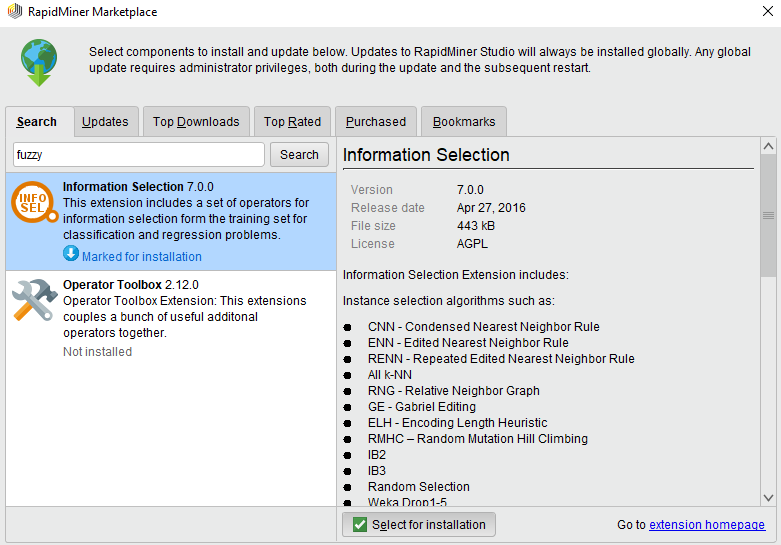 RapidMiner Marketplace
Select components to install and update below. Updates to RapidMiner Studio will always be installed globally. Any global
update requires administrator privileges, both during the update and the subsequent restart.
Search
Updates
Top Downloads
Top Rated
Purchased
Bookmarks
fuzzy
Search
INFO
SEL
Information Selection 7.0.0
This extension includes a set of operators for
information selection form the training set for
classification and regression problems.
Marked for installation
Operator Toolbox 2.12.0
Operator Toolbox Extension: This extensions
couples a bunch of useful additonal
operators together.
Not installed
Information Selection
Version 7.0.0
Release date Apr 27, 2016
File size 443 kB
License AGPL
Information Selection Extension includes:
Instance selection algorithms such as:
● CNN - Condensed Nearest Neighbor Rule
● ENN - Edited Nearest Neighbor Rule
● RENN - Repeated Edited Nearest Neighbor Rule
● All k-NN
● RNG - Relative Neighbor Graph
● GE - Gabriel Editing
● ELH - Encoding Length Heuristic
● RMHC – Random Mutation Hill Climbing
● IB2
● IB3
● Random Selection
● Weka Drop1-5
Select for installation
Go to extension homepage